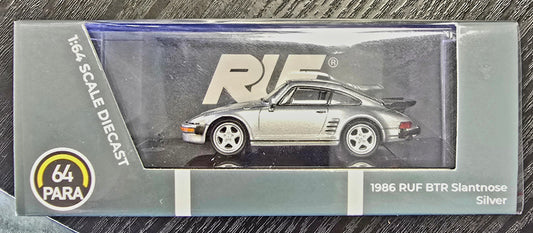 1:64 SCALE DIECAST
RUF®
64
PARA
1986 RUF BTR Slantnose
Silver